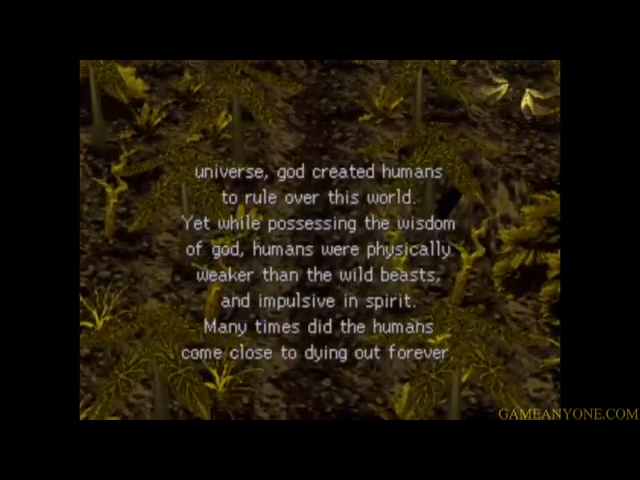 universe, god created humans
to rule over this world.
Yet while possessing the wisdom
of god, humans were physically
weaker than the wild beasts,
and impulsive in spirit.
Many times did the humans
come close to dying out forever.
GAMEANYONE.COM